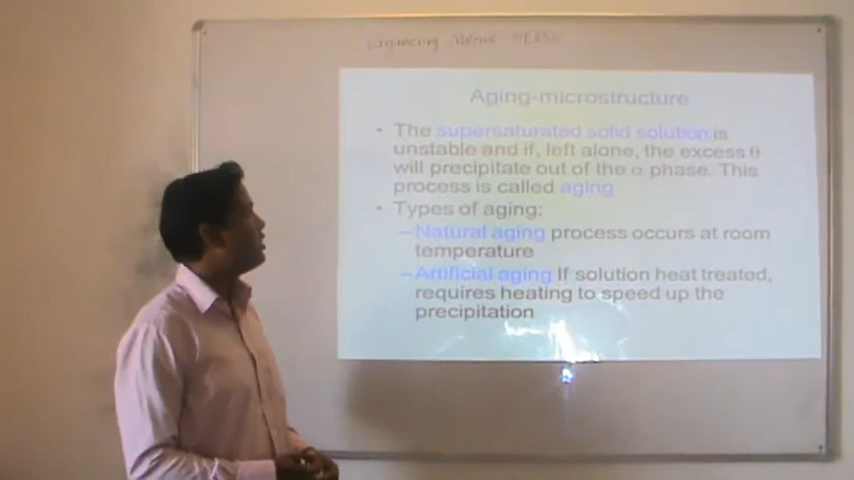 Aging-microstructure
• The supersaturated solid solution is
unstable and if, left alone, the excess θ
will precipitate out of the α phase. This
process is called aging
• Types of aging:
–Natural aging process occurs at room
temperature
–Artificial aging If solution heat treated,
requires heating to speed up the
precipitation